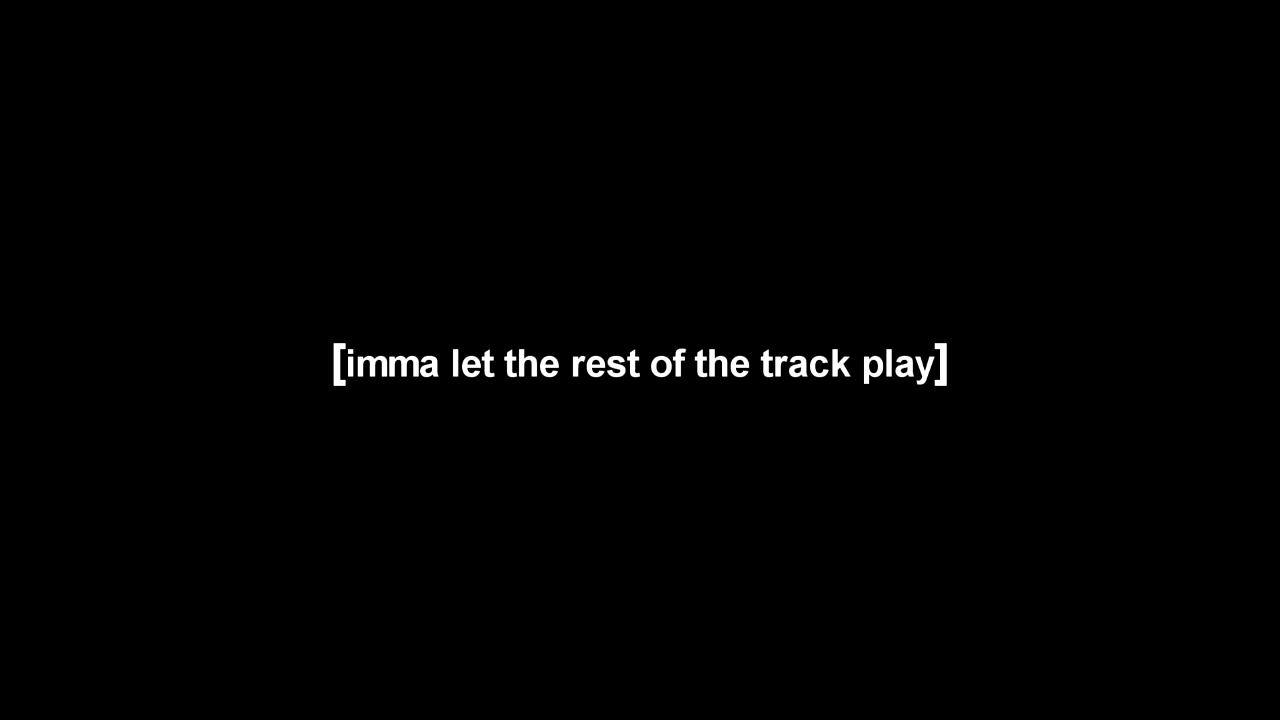 [imma let the rest of the track play]